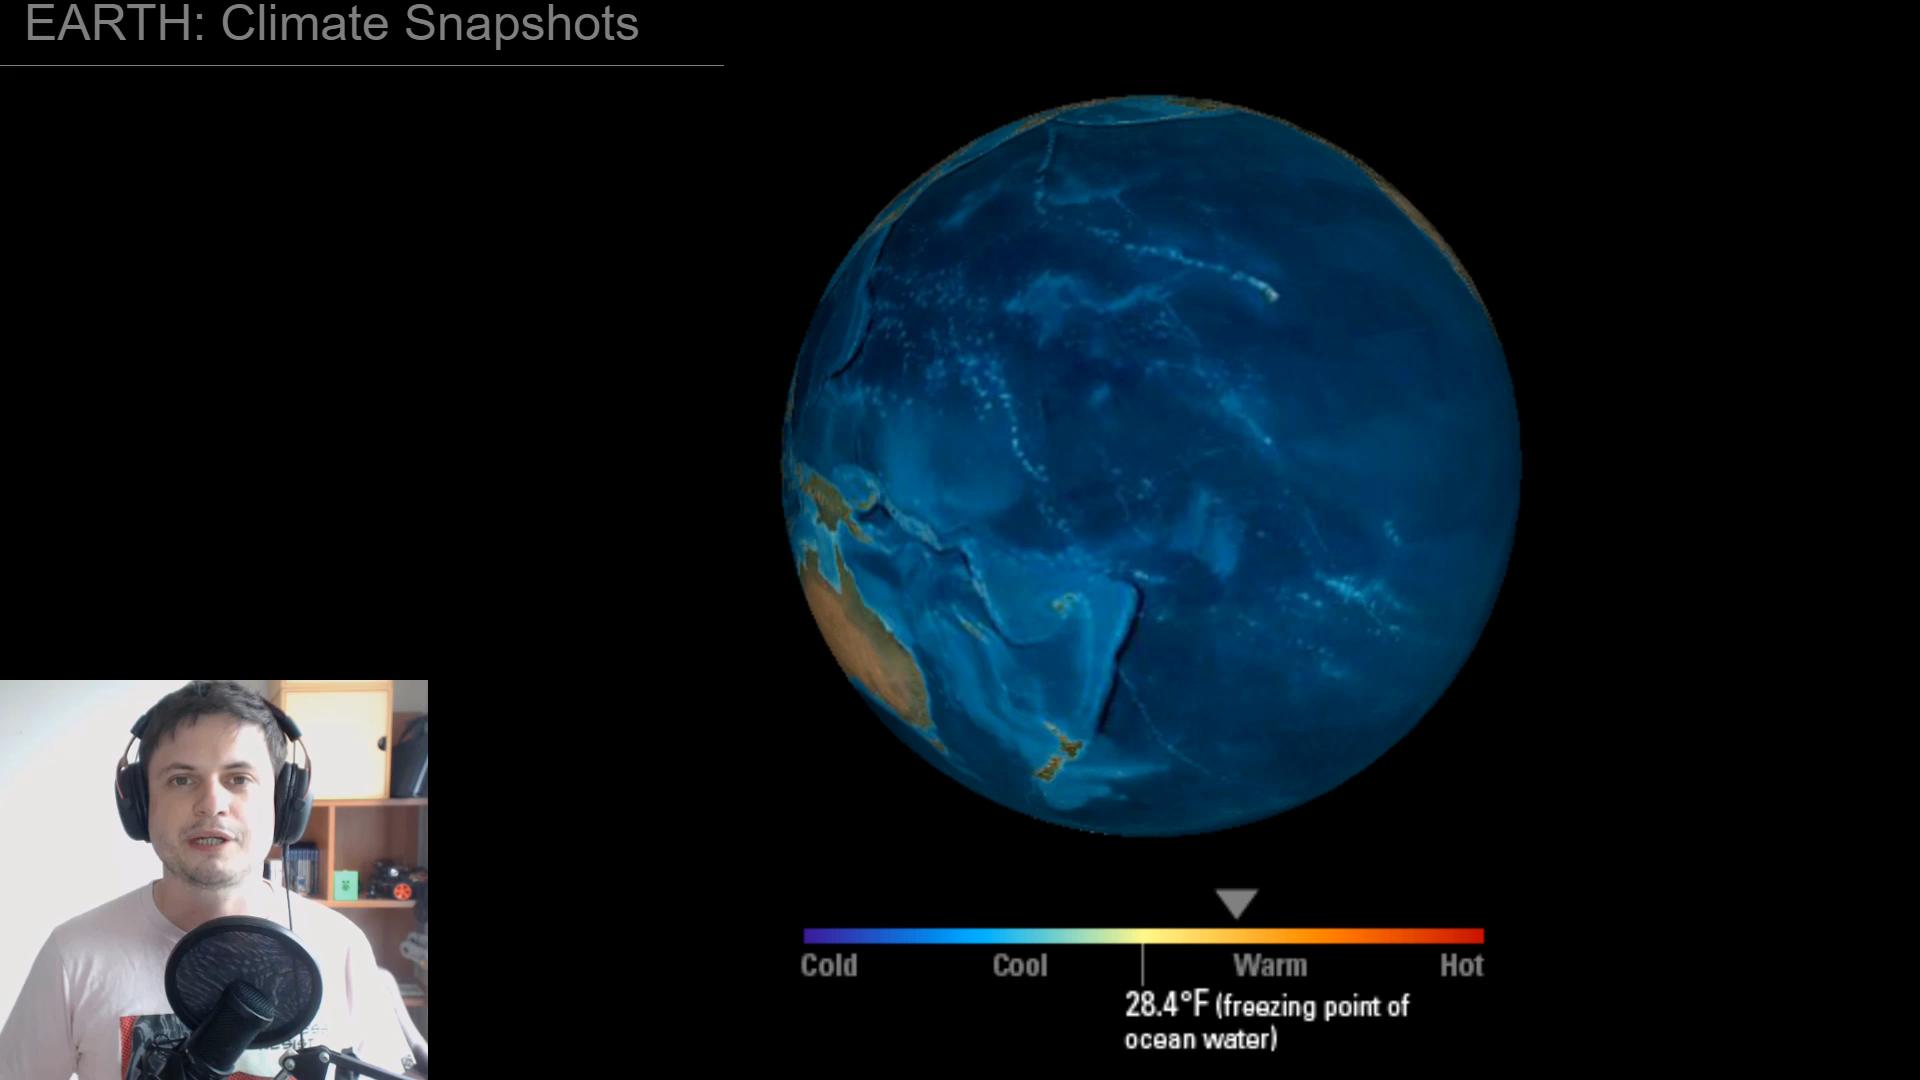 EARTH: Climate Snapshots
Cold Cool Warm Hot
28.4°F (freezing point of
ocean water)